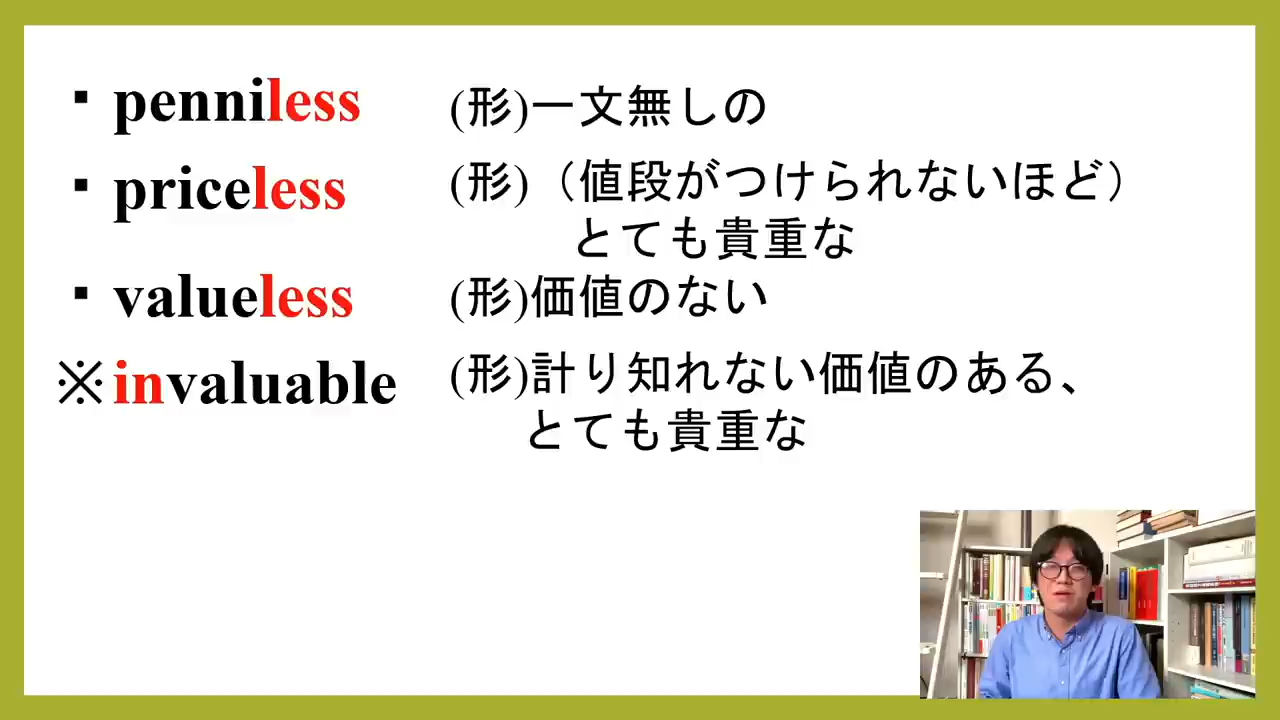 ・penniless (形)一文無しの
・priceless (形)（値段がつけられないほど）
とても貴重な
・valueless (形)価値のない
※invaluable (形)計り知れない価値のある、
とても貴重な